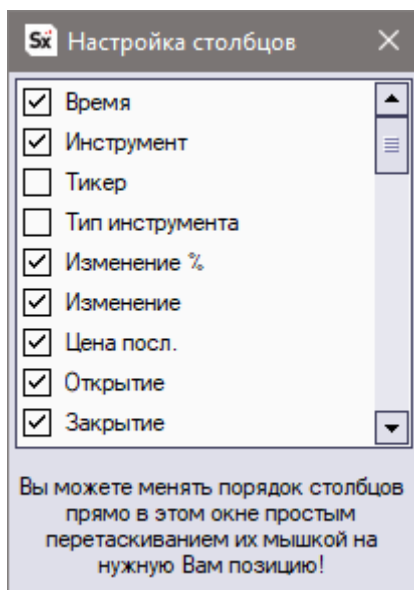 Sx Настройка столбцов
Время
Инструмент
Тикер
Тип инструмента
Изменение %
Изменение
Цена посл.
Открытие
Закрытие
Вы можете менять порядок столбцов
прямо в этом окне простым
перетаскиванием их мышкой на
нужную Вам позицию!